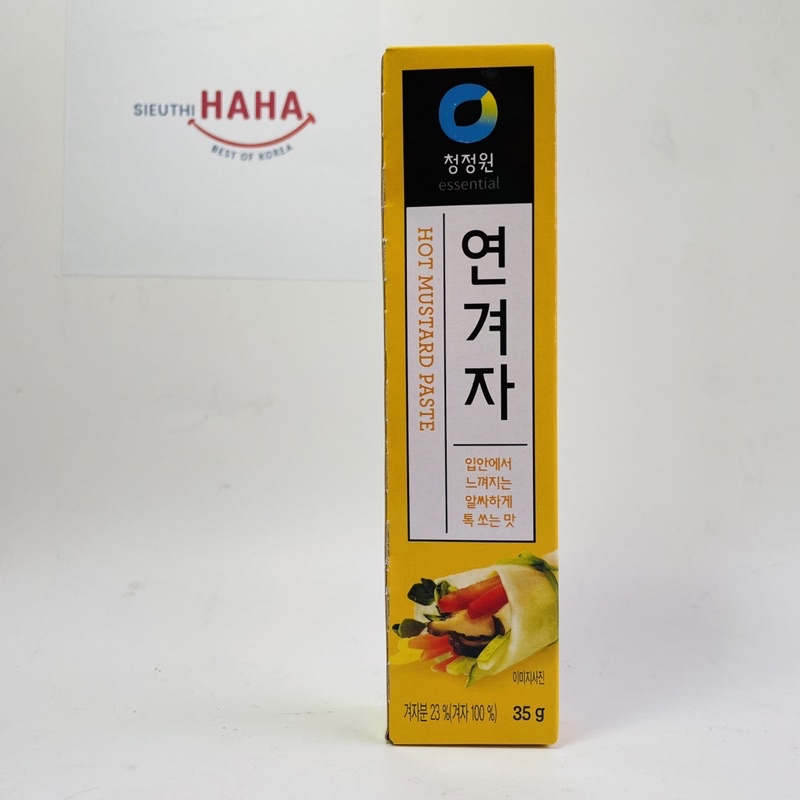 SIEUTHI HAHA
BEST OF KOREA
청정원
essential
HOT MUSTARD PASTE
연겨자
입안에서
느껴지는
알싸하게
톡 쏘는 맛
이미지사진
겨자분 23 %(겨자 100 %) 35 g